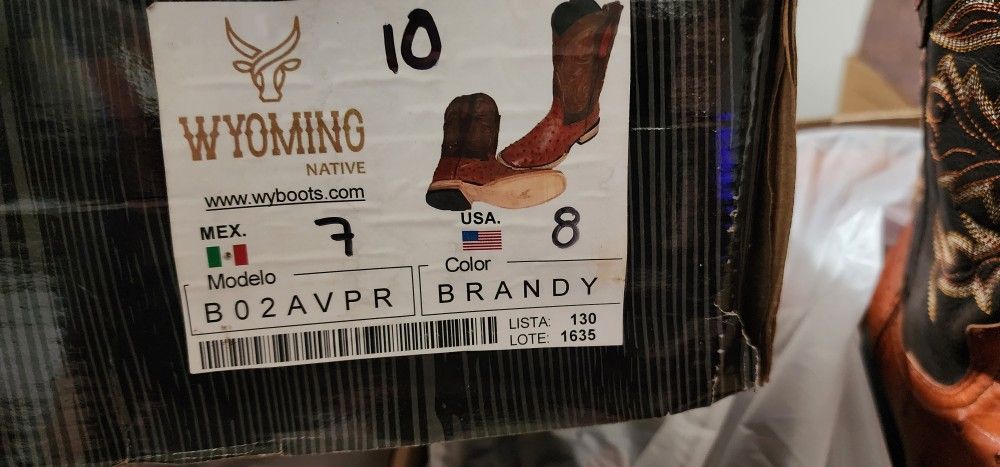 10
WYOMING
NATIVE
www.wyboots.com
MEX. 7 USA. 8
Modelo Color
B02AVPR BRANDY
LISTA: 130
LOTE: 1635